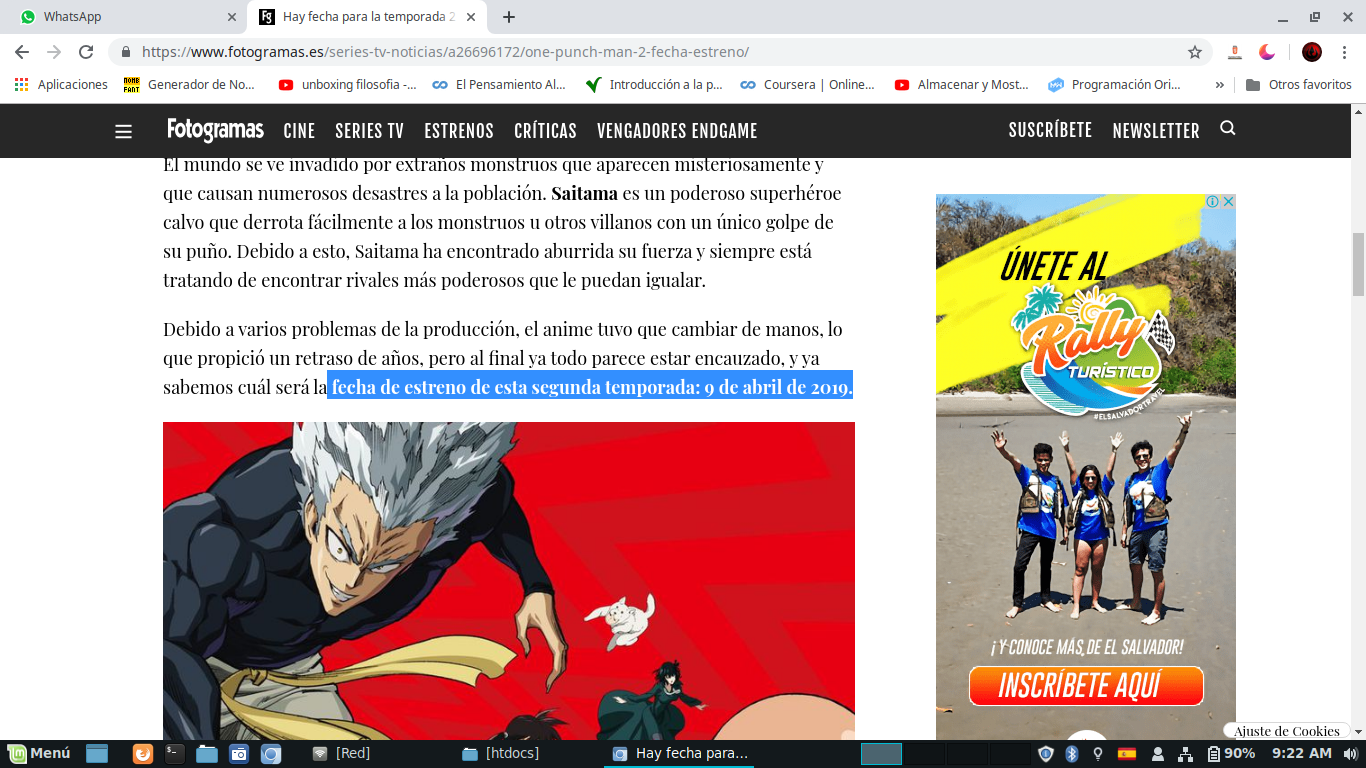 WhatsApp
Hay fecha para la temporada 2
https://www.fotogramas.es/series-tv-noticias/a26696172/one-punch-man-2-fecha-estreno/
Aplicaciones
NOMB FANT
Generador de No...
unboxing filosofia -...
El Pensamiento Al...
Introducción a la p...
Coursera | Online...
Almacenar y Most...
Programación Ori...
»
Otros favoritos
Fotogramas
CINE
SERIES TV
ESTRENOS
CRÍTICAS
VENGADORES ENDGAME
SUSCRÍBETE
NEWSLETTER
El mundo se ve invadido por extraños monstruos que aparecen misteriosamente y
que causan numerosos desastres a la población. Saitama es un poderoso superhéroe
calvo que derrota fácilmente a los monstruos u otros villanos con un único golpe de
su puño. Debido a esto, Saitama ha encontrado aburrida su fuerza y siempre está
tratando de encontrar rivales más poderosos que le puedan igualar.
Debido a varios problemas de la producción, el anime tuvo que cambiar de manos, lo
que propició un retraso de años, pero al final ya todo parece estar encauzado, y ya
sabemos cuál será la fecha de estreno de esta segunda temporada: 9 de abril de 2019.
ÚNETE AL
Rally
TURÍSTICO
#ELSALVADORTRAVEL
¡Y CONOCE MÁS DE EL SALVADOR!
INSCRÍBETE AQUÍ
Ajuste de Cookies
Menú
[Red]
[htdocs]
Hay fecha para...
90%
9:22 AM